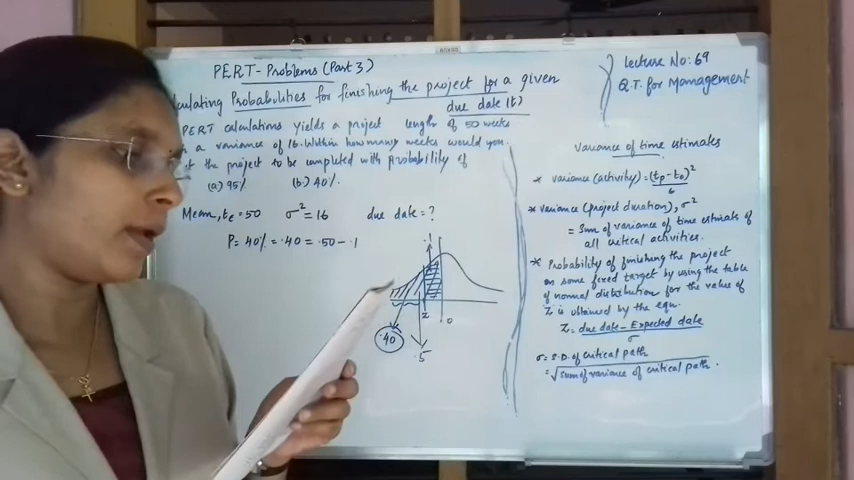 PERT-Problems (Part 3)
Calculating Probabilities for finishing the project for a given
due date (t)
PERT calculations yields a project length of 50 weeks
a variance of 16. Within how many weeks would you
the project to be completed with probability of
(a) 95% (b) 40%.
Mean, tE = 50 σ² = 16 due date = ?
P = 40% = .40 = .50 - .1
.1
.40
z
0
.5
Lecture No: 69
Q.T. for Management
Variance of time estimates
* variance (activity) = (tp - to / 6)²
* variance (project duration), σ²
= Sum of variance of time estimate of
all critical activities.
* Probability of finishing the project
on some fixed target by using the table
of normal distribution for the value of
Z is obtained by the eqn.
Z = due date - Expected date / σ
σ = S.D. of critical path
= √sum of variance of critical path.